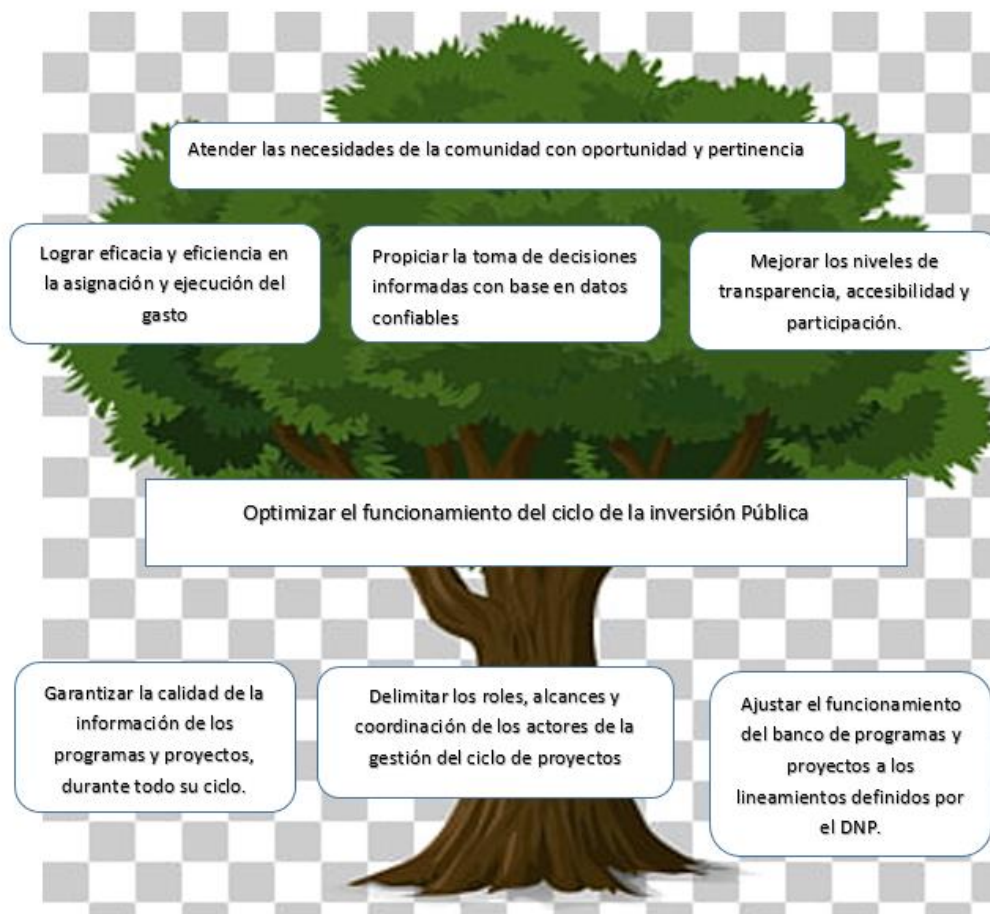 Atender las necesidades de la comunidad con oportunidad y pertinencia
Lograr eficacia y eficiencia en
la asignación y ejecución del
gasto
Propiciar la toma de decisiones
informadas con base en datos
confiables
Mejorar los niveles de
transparencia, accesibilidad y
participación.
Optimizar el funcionamiento del ciclo de la inversión Pública
Garantizar la calidad de la
información de los
programas y proyectos,
durante todo su ciclo.
Delimitar los roles, alcances y
coordinación de los actores de la
gestión del ciclo de proyectos
Ajustar el funcionamiento
del banco de programas y
proyectos a los
lineamientos definidos por
el DNP.